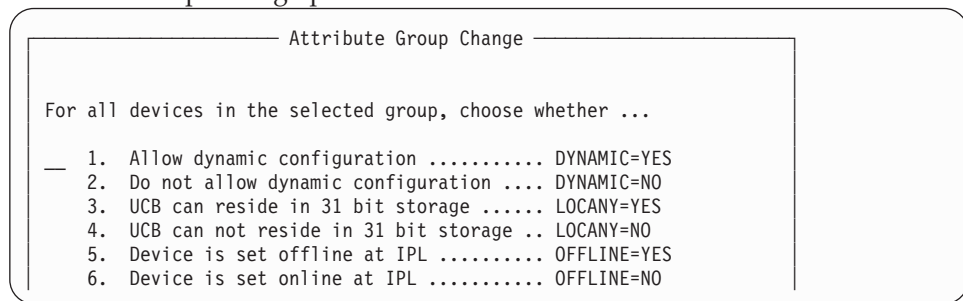 Attribute Group Change
For all devices in the selected group, choose whether ...
__ 1. Allow dynamic configuration ........... DYNAMIC=YES
2. Do not allow dynamic configuration .... DYNAMIC=NO
3. UCB can reside in 31 bit storage ...... LOCANY=YES
4. UCB can not reside in 31 bit storage .. LOCANY=NO
5. Device is set offline at IPL .......... OFFLINE=YES
6. Device is set online at IPL ........... OFFLINE=NO